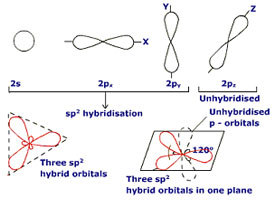 Y
Z
X
2s
2px
2pY
2pz
Unhybridised
sp² hybridisation
Unhybridised
p - orbitals
120°
Three sp²
hybrid orbitals
Three sp²
hybrid orbitals in one plane